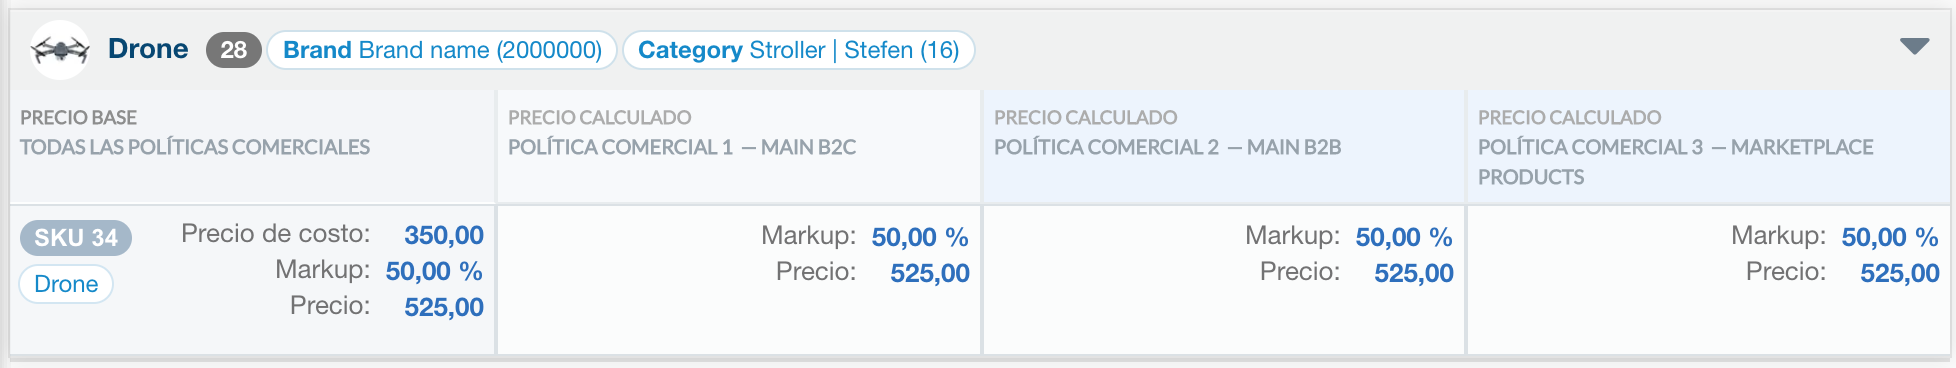 Drone 28 Brand Brand name (2000000) Category Stroller | Stefen (16)
PRECIO BASE
TODAS LAS POLÍTICAS COMERCIALES
PRECIO CALCULADO
POLÍTICA COMERCIAL 1 — MAIN B2C
PRECIO CALCULADO
POLÍTICA COMERCIAL 2 — MAIN B2B
PRECIO CALCULADO
POLÍTICA COMERCIAL 3 — MARKETPLACE
PRODUCTS
SKU 34
Drone
Precio de costo: 350,00
Markup: 50,00 %
Precio: 525,00
Markup: 50,00 %
Precio: 525,00
Markup: 50,00 %
Precio: 525,00
Markup: 50,00 %
Precio: 525,00